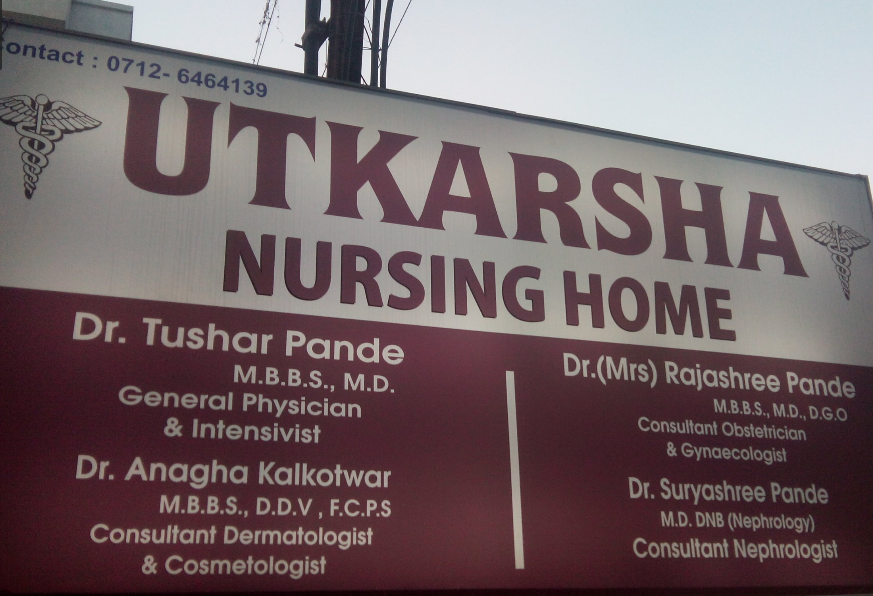 ontact : 0712- 6464139
UTKARSHA
NURSING HOME
Dr. Tushar Pande
M.B.B.S., M.D.
General Physician
& Intensivist
Dr. Anagha Kalkotwar
M.B.B.S., D.D.V , F.C.P.S
Consultant Dermatologist
& Cosmetologist
Dr.(Mrs) Rajashree Pande
M.B.B.S., M.D., D.G.O
Consultant Obstetrician
& Gynaecologist
Dr. Suryashree Pande
M.D. DNB (Nephrology)
Consultant Nephrologist